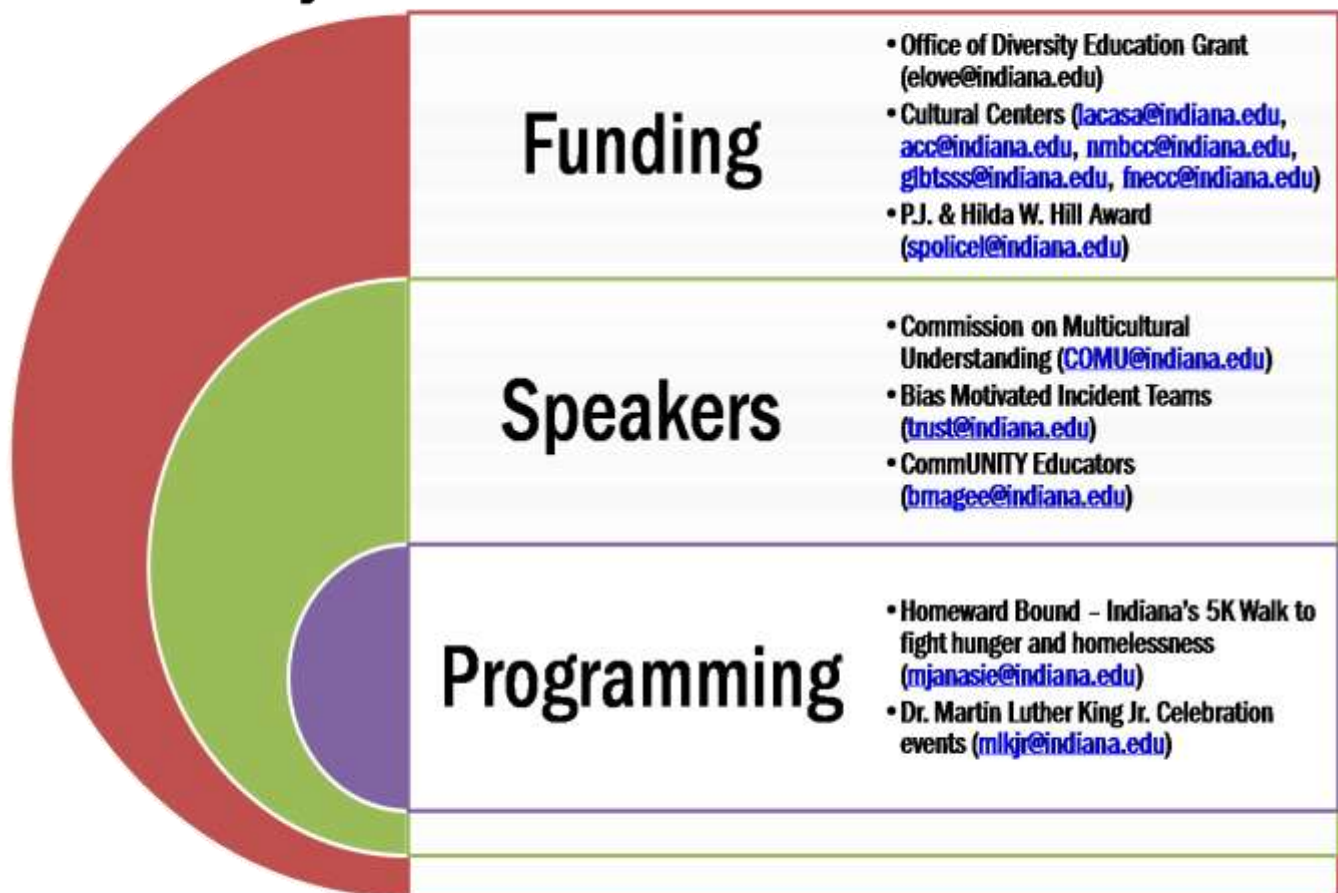 Funding
• Office of Diversity Education Grant
(elove@indiana.edu)
• Cultural Centers (lacasa@indiana.edu,
acc@indiana.edu, nmbcc@indiana.edu,
glbtsss@indiana.edu, fnecc@indiana.edu)
• P.J. & Hilda W. Hill Award
(spolicel@indiana.edu)
Speakers
• Commission on Multicultural
Understanding (COMU@indiana.edu)
• Bias Motivated Incident Teams
(trust@indiana.edu)
• CommUNITY Educators
(bmagee@indiana.edu)
Programming
• Homeward Bound – Indiana's 5K Walk to
fight hunger and homelessness
(mjanasie@indiana.edu)
• Dr. Martin Luther King Jr. Celebration
events (mlkjr@indiana.edu)